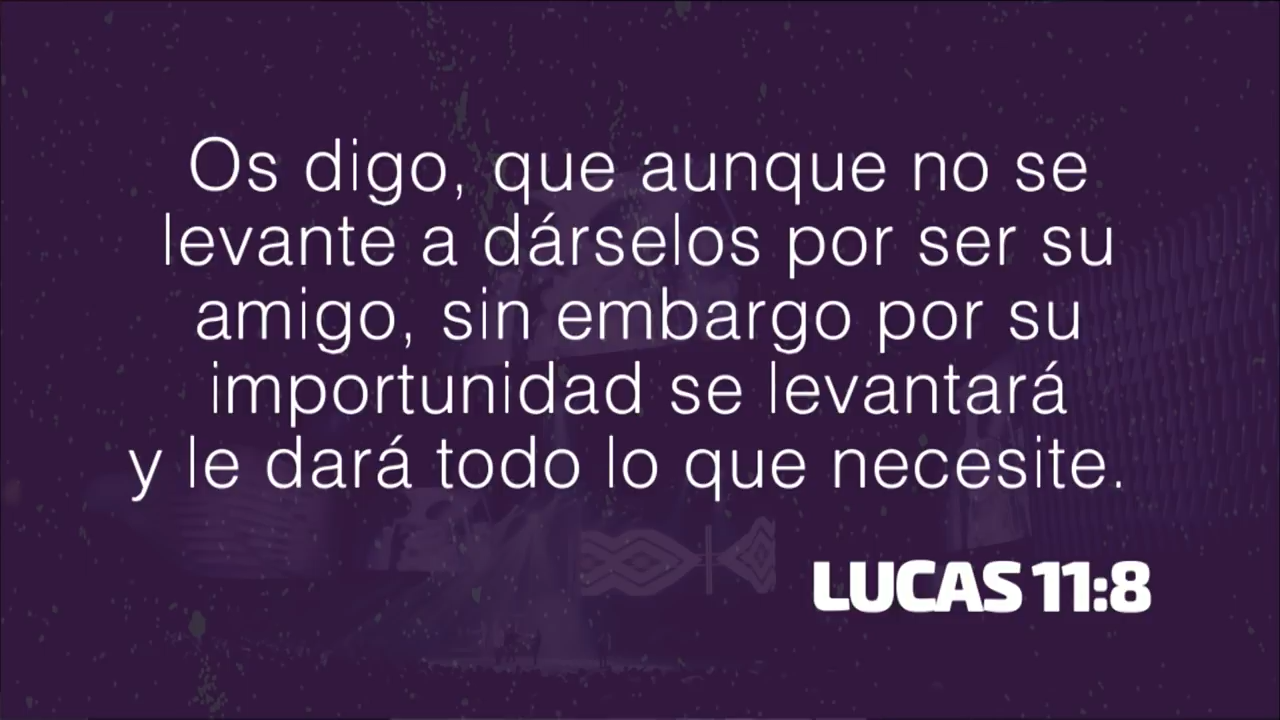 Os digo, que aunque no se
levante a dárselos por ser su
amigo, sin embargo por su
importunidad se levantará
y le dará todo lo que necesite.
LUCAS 11:8